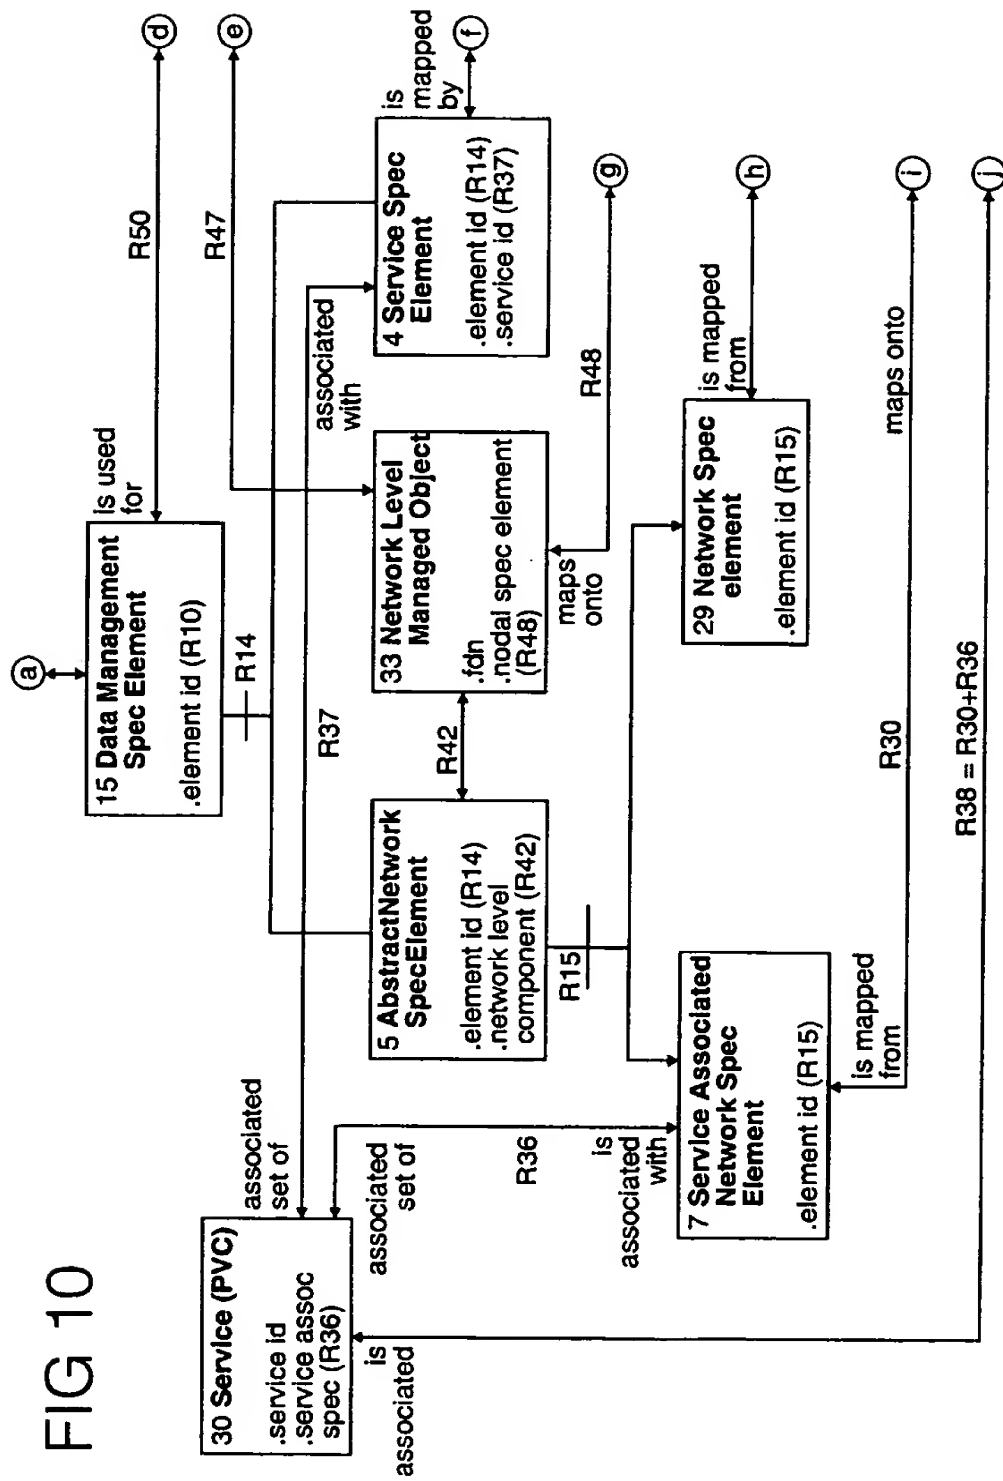 FIG 10
a
15 Data Management
Spec Element
.element id (R10)
is used
for
R50
d
R14
R47
e
30 Service (PVC)
.service id
.service assoc
spec (R36)
associated
set of
R37
associated
with
4 Service Spec
Element
.element id (R14)
.service id (R37)
is
mapped
by
f
is
associated
associated
set of
R36
is
associated
with
5 AbstractNetwork
SpecElement
.element id (R14)
.network level
component (R42)
R42
33 Network Level
Managed Object
.fdn
.nodal spec element
(R48)
maps
onto
R48
g
R15
7 Service Associated
Network Spec
Element
.element id (R15)
is mapped
from
29 Network Spec
element
.element id (R15)
is mapped
from
h
R30
maps onto
i
R38 = R30+R36
j